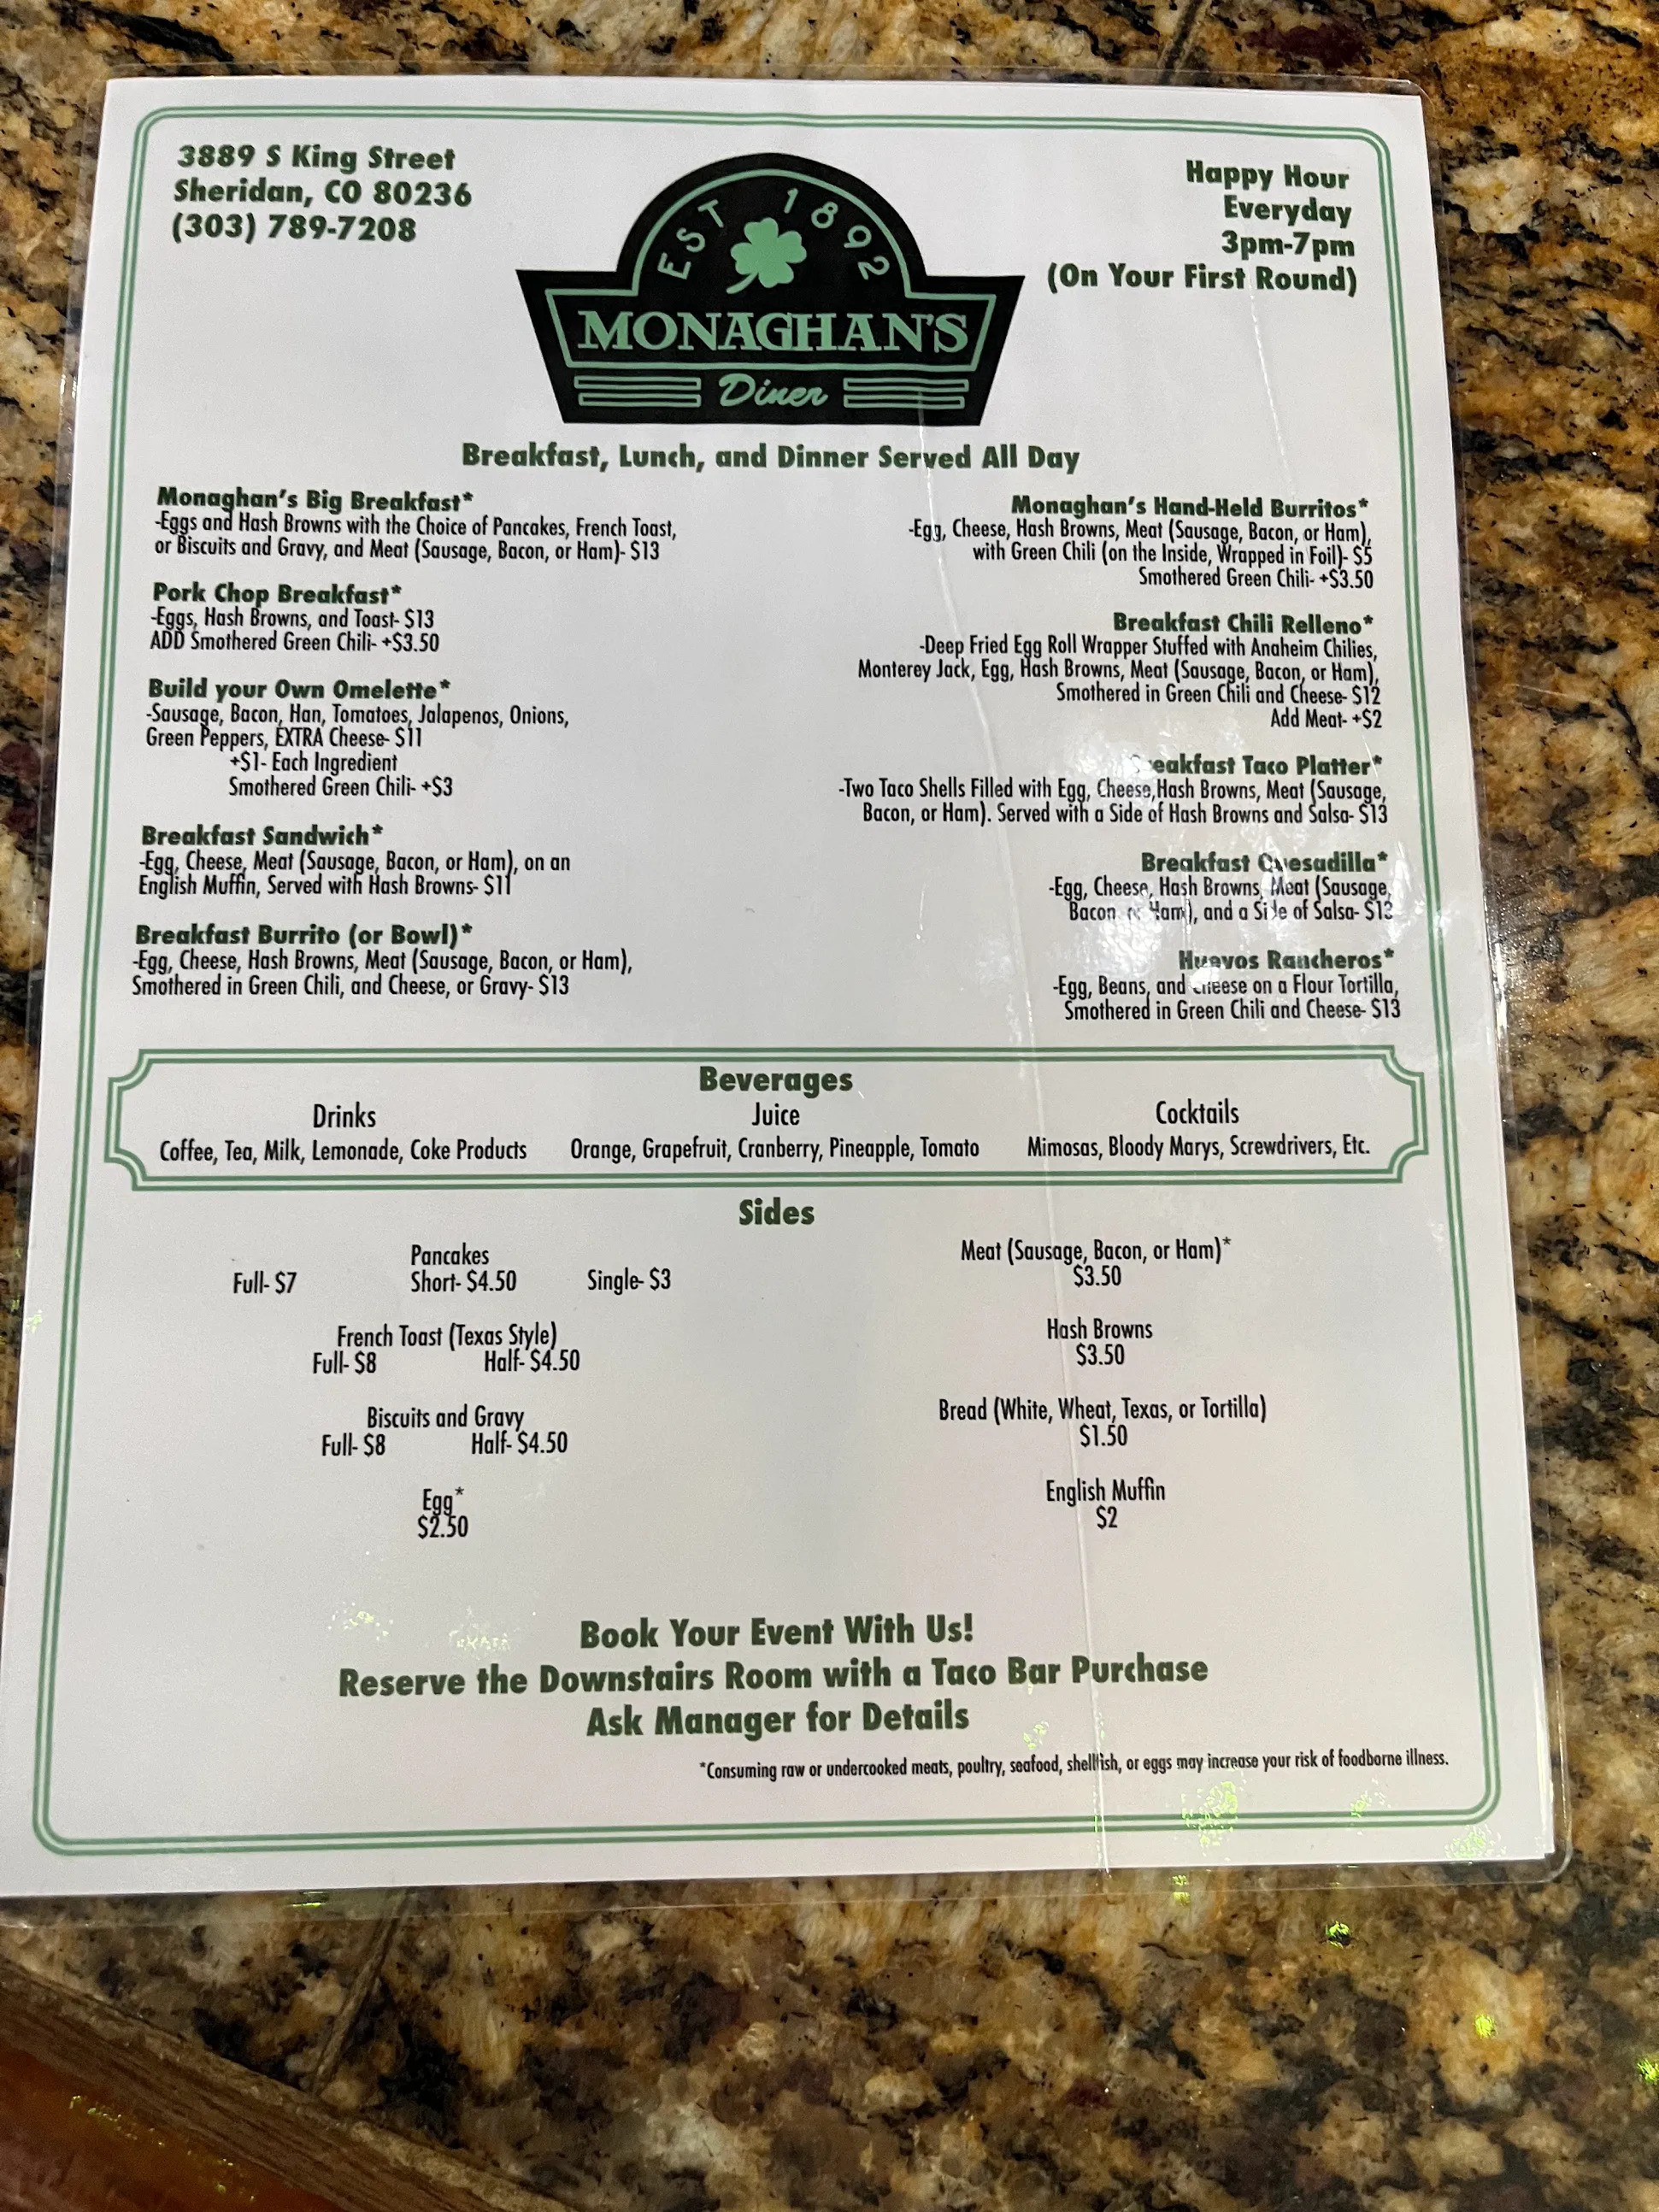 3889 S King Street
Sheridan, CO 80236
(303) 789-7208
EST 1892
MONAGHAN'S
Diner
Happy Hour
Everyday
3pm-7pm
(On Your First Round)
Breakfast, Lunch, and Dinner Served All Day
Monaghan's Big Breakfast*
-Eggs and Hash Browns with the Choice of Pancakes, French Toast,
or Biscuits and Gravy, and Meat (Sausage, Bacon, or Ham)- $13
Pork Chop Breakfast*
-Eggs, Hash Browns, and Toast- $13
ADD Smothered Green Chili- +$3.50
Build your Own Omelette*
-Sausage, Bacon, Han, Tomatoes, Jalapenos, Onions,
Green Peppers, EXTRA Cheese- $11
+$1- Each Ingredient
Smothered Green Chili- +$3
Breakfast Sandwich*
-Egg, Cheese, Meat (Sausage, Bacon, or Ham), on an
English Muffin, Served with Hash Browns- $11
Breakfast Burrito (or Bowl)*
-Egg, Cheese, Hash Browns, Meat (Sausage, Bacon, or Ham),
Smothered in Green Chili, and Cheese, or Gravy- $13
Monaghan's Hand-Held Burritos*
-Egg, Cheese, Hash Browns, Meat (Sausage, Bacon, or Ham),
with Green Chili (on the Inside, Wrapped in Foil)- $5
Smothered Green Chili- +$3.50
Breakfast Chili Relleno*
-Deep Fried Egg Roll Wrapper Stuffed with Anaheim Chilies,
Monterey Jack, Egg, Hash Browns, Meat (Sausage, Bacon, or Ham),
Smothered in Green Chili and Cheese- $12
Add Meat- +$2
Breakfast Taco Platter*
-Two Taco Shells Filled with Egg, Cheese,Hash Browns, Meat (Sausage,
Bacon, or Ham). Served with a Side of Hash Browns and Salsa- $13
Breakfast Quesadilla*
-Egg, Cheese, Hash Browns, Meat (Sausage,
Bacon, or Ham), and a Side of Salsa- $13
Huevos Rancheros*
-Egg, Beans, and Cheese on a Flour Tortilla,
Smothered in Green Chili and Cheese- $13
Beverages
Drinks
Coffee, Tea, Milk, Lemonade, Coke Products
Juice
Orange, Grapefruit, Cranberry, Pineapple, Tomato
Cocktails
Mimosas, Bloody Marys, Screwdrivers, Etc.
Sides
Pancakes
Full- $7 Short- $4.50 Single- $3
French Toast (Texas Style)
Full- $8 Half- $4.50
Biscuits and Gravy
Full- $8 Half- $4.50
Egg*
$2.50
Meat (Sausage, Bacon, or Ham)*
$3.50
Hash Browns
$3.50
Bread (White, Wheat, Texas, or Tortilla)
$1.50
English Muffin
$2
Book Your Event With Us!
Reserve the Downstairs Room with a Taco Bar Purchase
Ask Manager for Details
*Consuming raw or undercooked meats, poultry, seafood, shellfish, or eggs may increase your risk of foodborne illness.